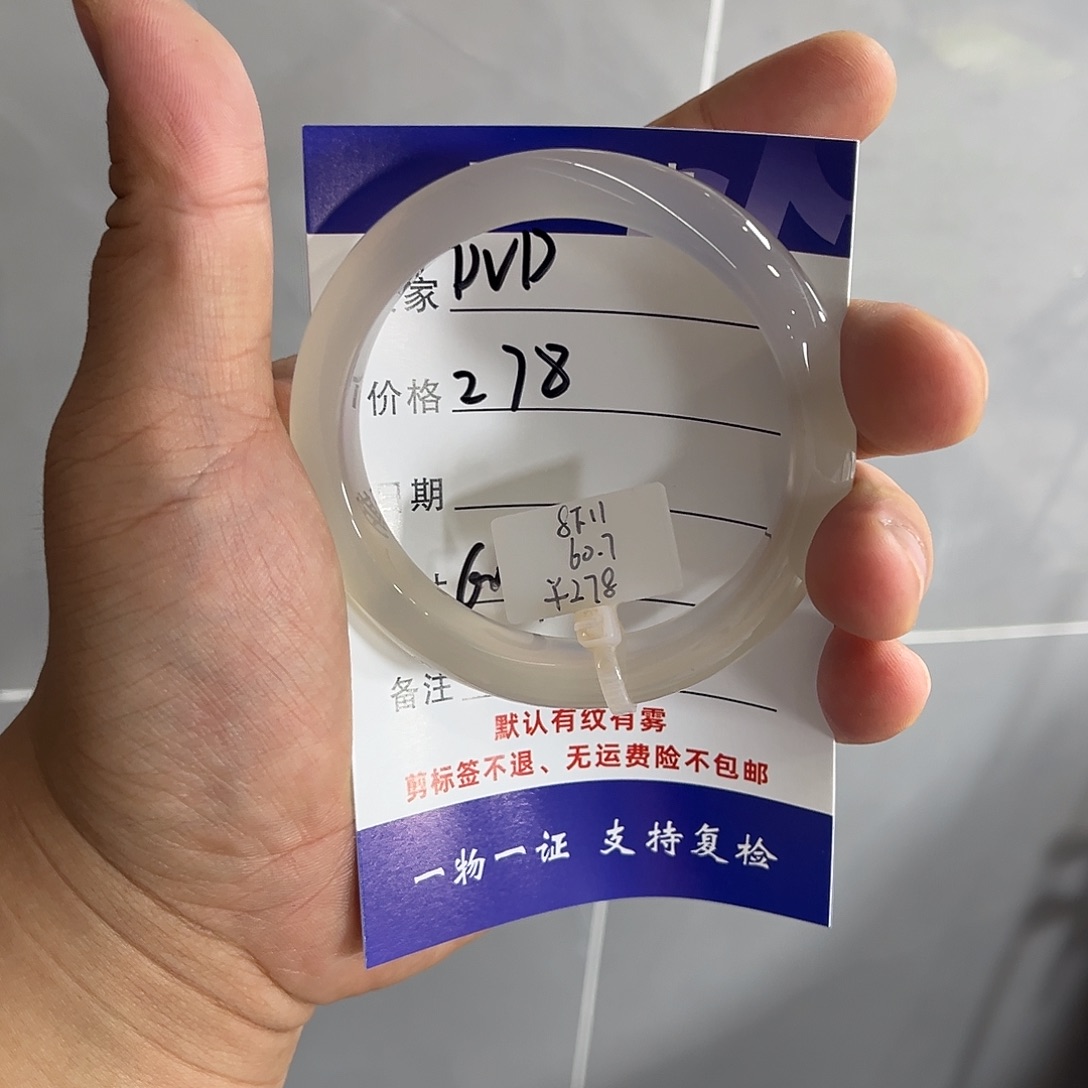 家 DVD
价格 278
期
8T11
60.7
¥278
备注
默认有纹有雾
剪标签不退、无运费险不包邮
一物一证 支持复检